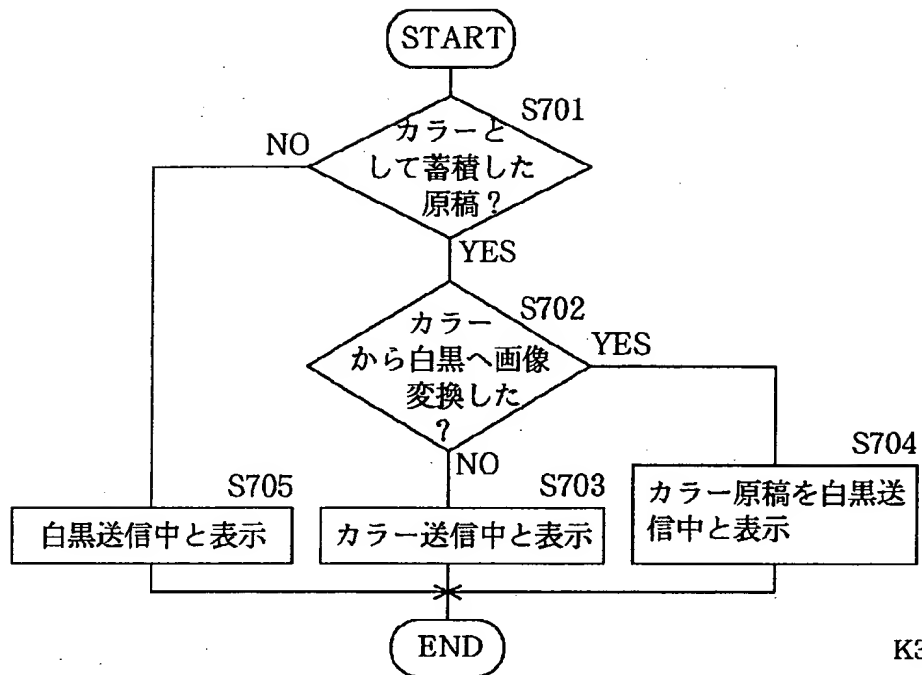 START
S701
カラーと
して蓄積した
原稿？
NO
YES
S702
カラー
から白黒へ画像
変換した
？
YES
NO
S705
白黒送信中と表示
S703
カラー送信中と表示
S704
カラー原稿を白黒送
信中と表示
END
K3